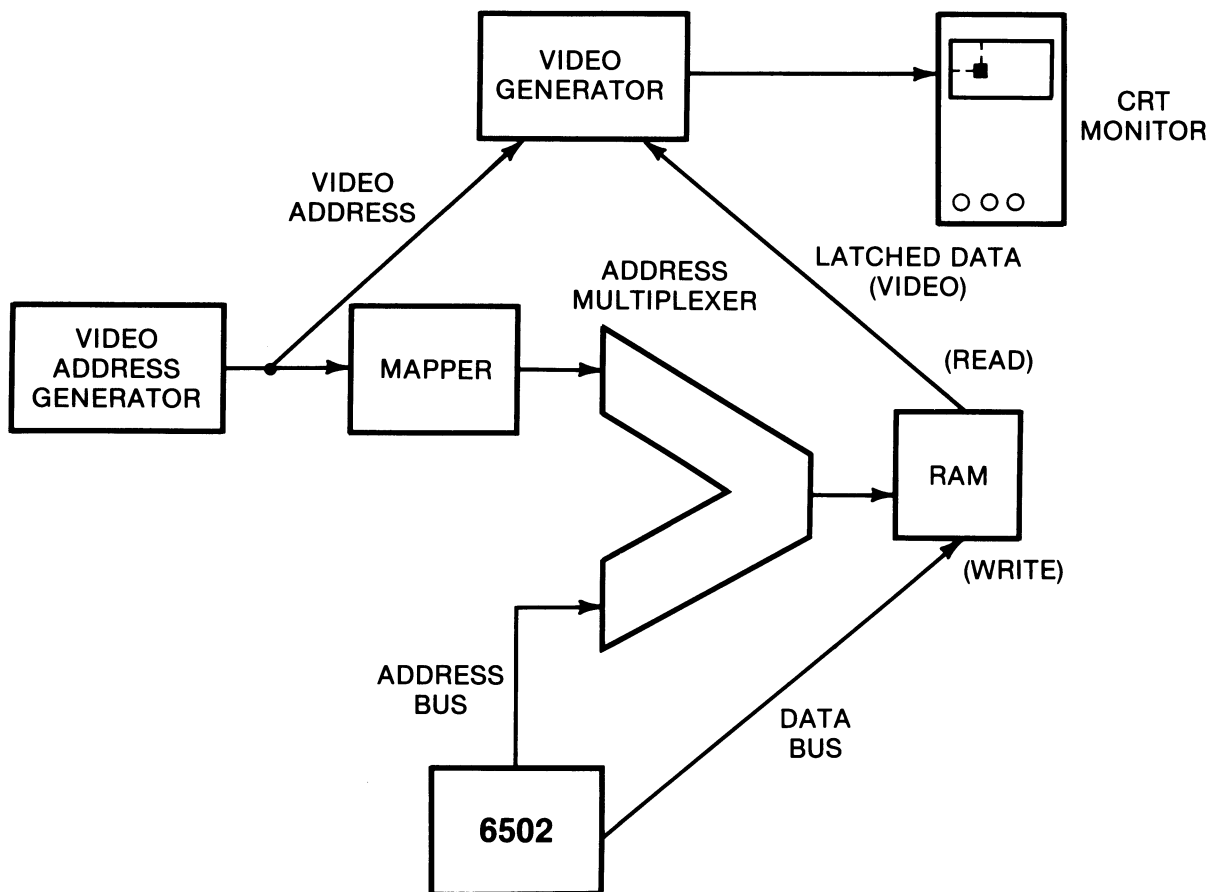 VIDEO
GENERATOR
CRT
MONITOR
VIDEO
ADDRESS
LATCHED DATA
(VIDEO)
ADDRESS
MULTIPLEXER
VIDEO
ADDRESS
GENERATOR
MAPPER
(READ)
RAM
(WRITE)
ADDRESS
BUS
DATA
BUS
6502